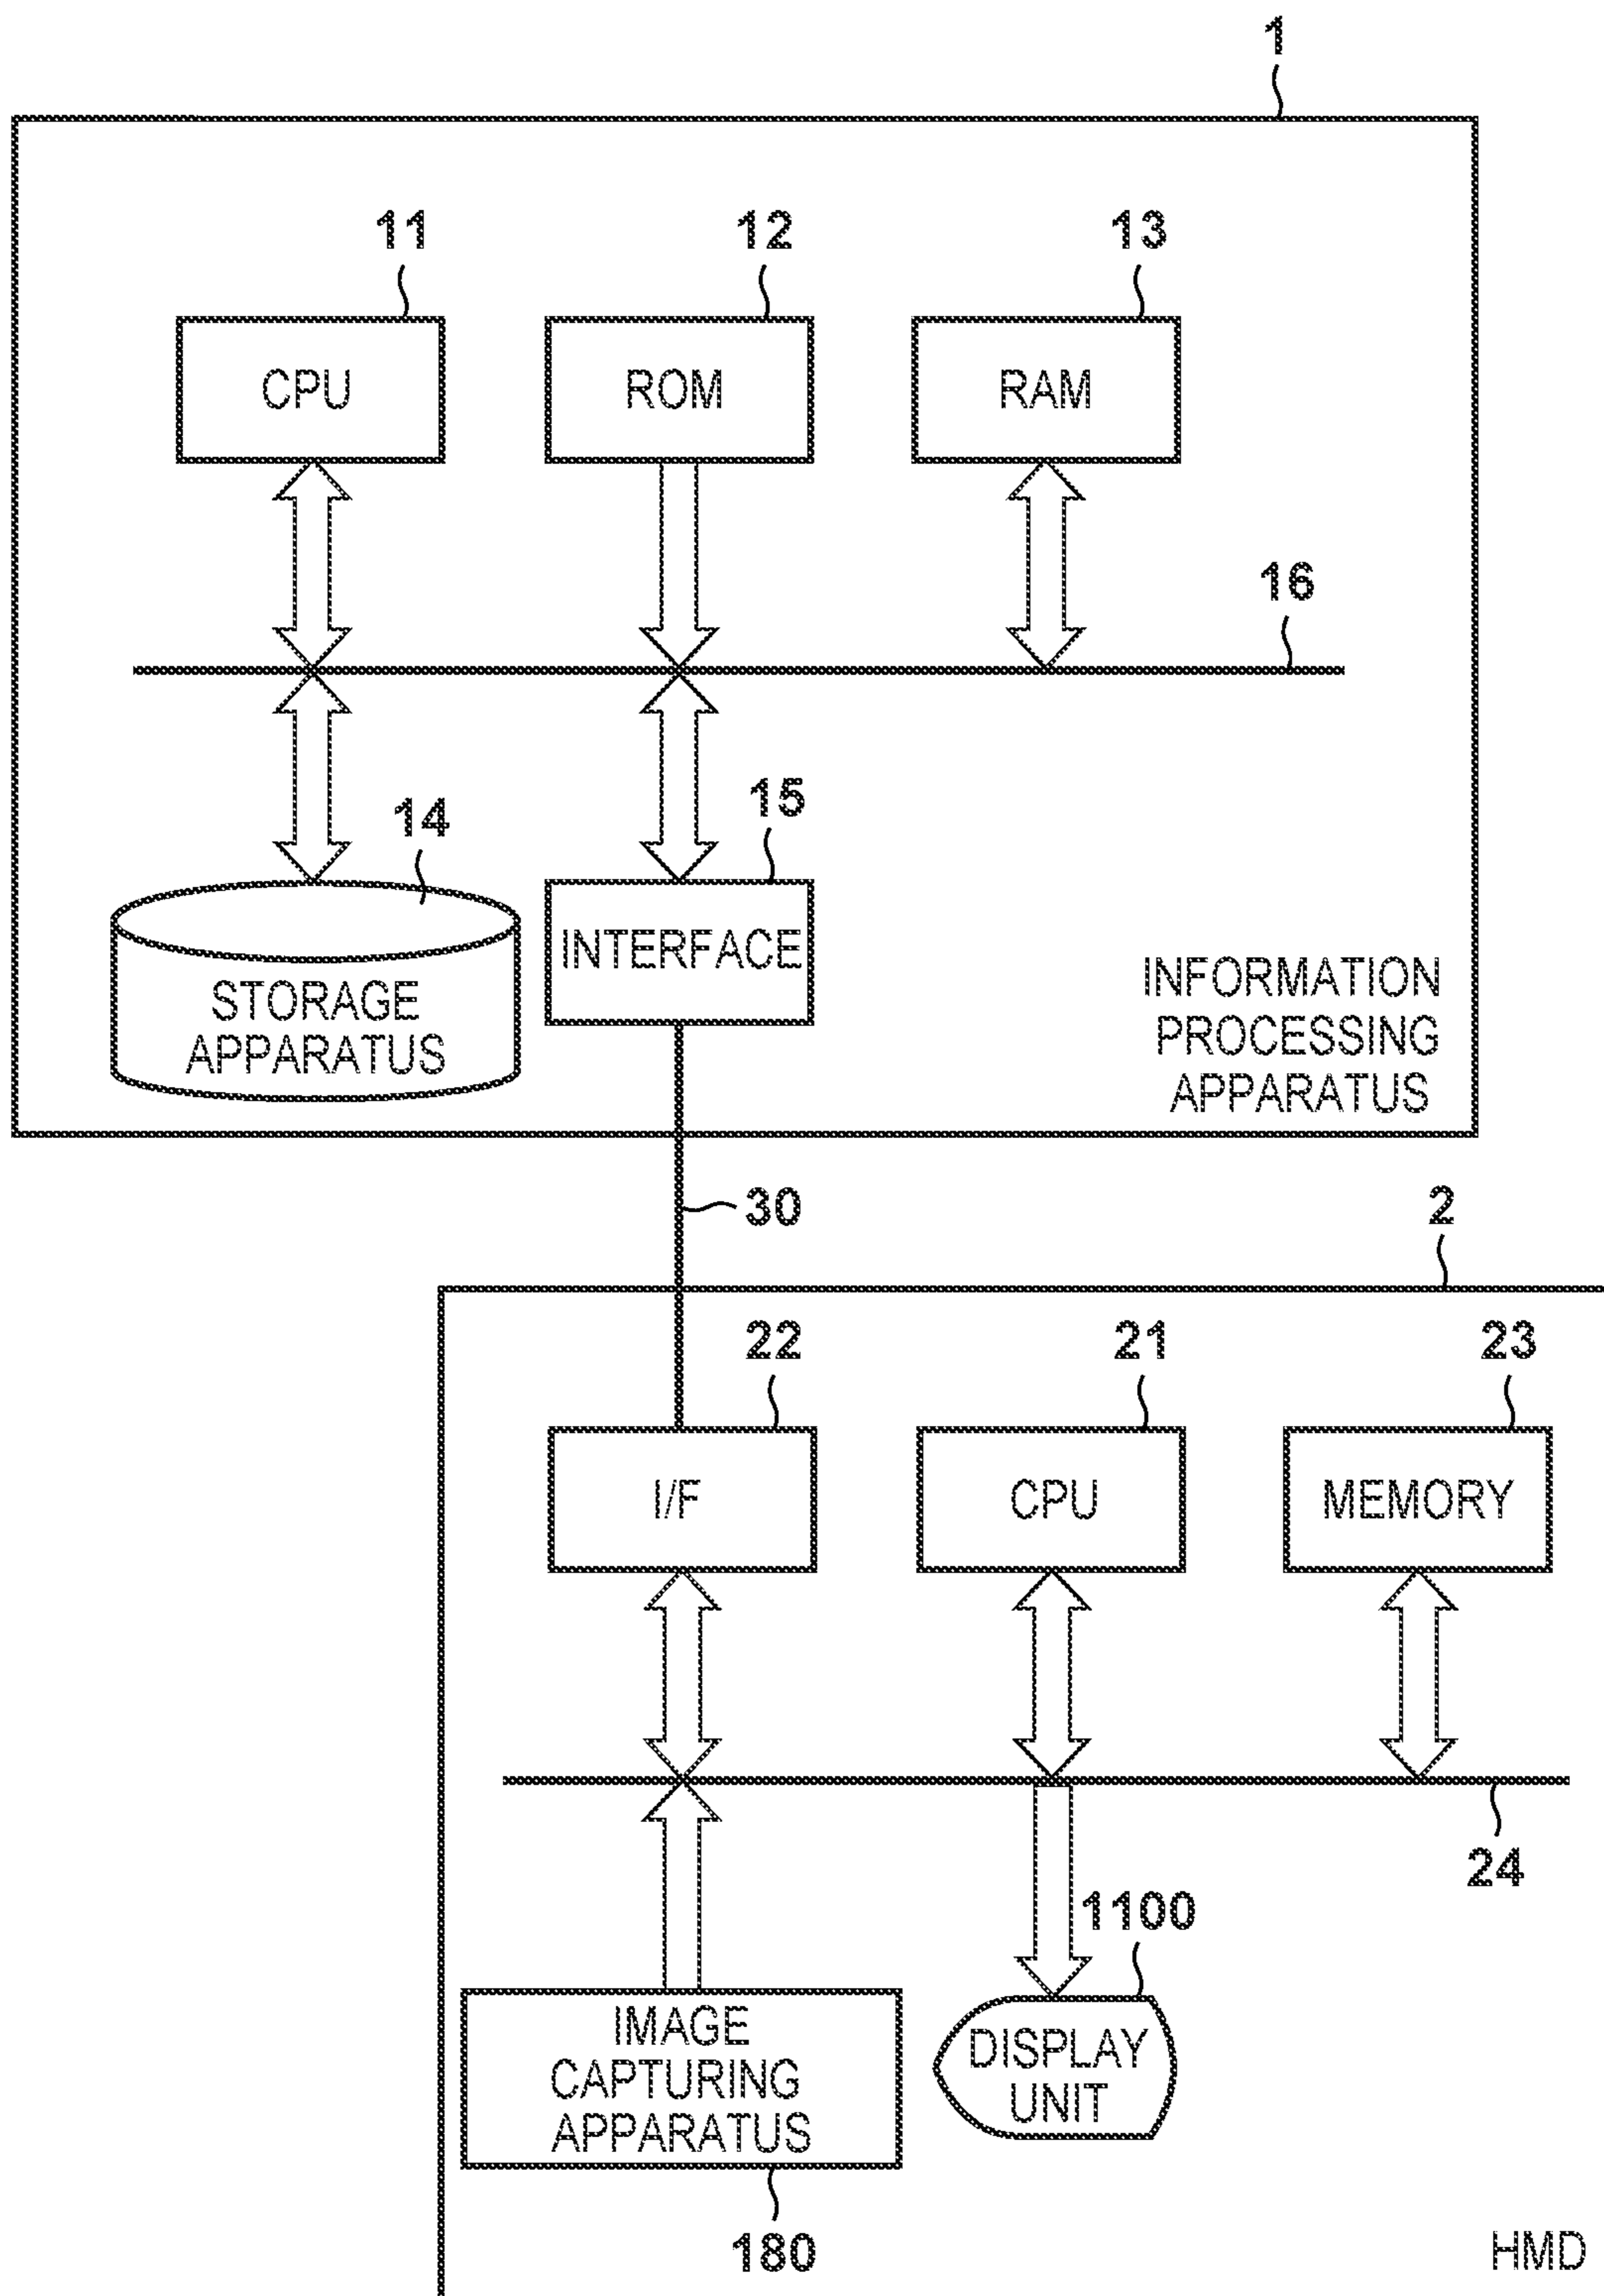 1
11
12
13
CPU
ROM
RAM
16
14
15
STORAGE
APPARATUS
INTERFACE
INFORMATION
PROCESSING
APPARATUS
30
2
22
21
23
I/F
CPU
MEMORY
24
1100
IMAGE
CAPTURING
APPARATUS
DISPLAY
UNIT
180
HMD